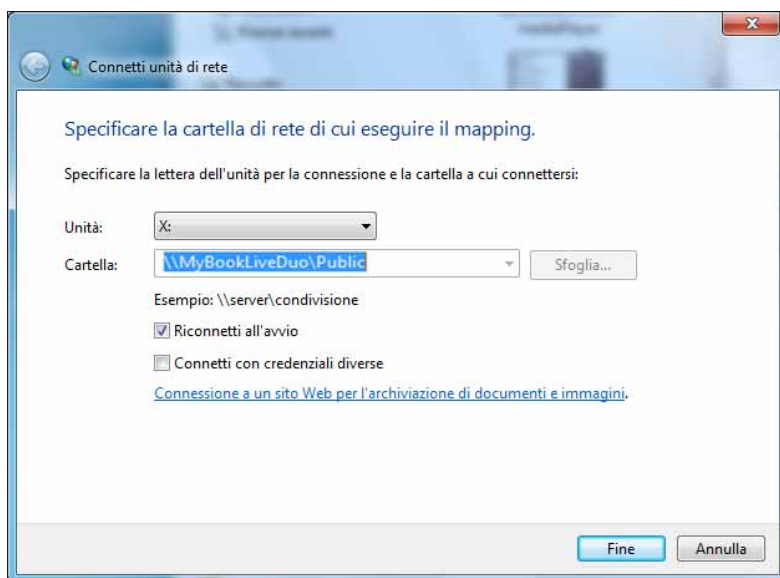 Connetti unità di rete
Specificare la cartella di rete di cui eseguire il mapping.
Specificare la lettera dell'unità per la connessione e la cartella a cui connettersi:
Unità: X:
Cartella: \\MyBookLiveDuo\Public Sfoglia...
Esempio: \\server\condivisione
Riconnetti all'avvio
Connetti con credenziali diverse
Connessione a un sito Web per l'archiviazione di documenti e immagini.
Fine Annulla